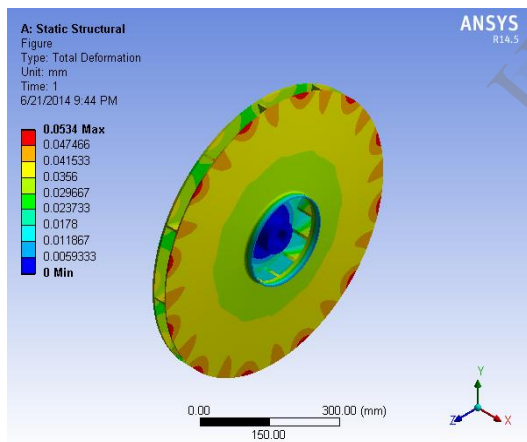 A: Static Structural
Figure
Type: Total Deformation
Unit: mm
Time: 1
6/21/2014 9:44 PM
0.0534 Max
0.047466
0.041533
0.0356
0.029667
0.023733
0.0178
0.011867
0.0059333
0 Min
ANSYS
R14.5
0.00
300.00 (mm)
150.00
Y
Z
X